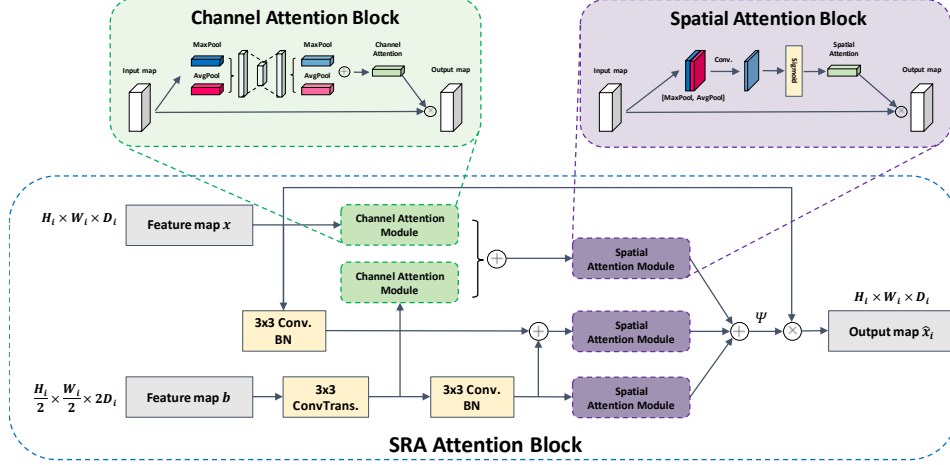 Channel Attention Block
MaxPool
AvgPool
MaxPool
AvgPool
Channel
Attention
Input map
Output map
Spatial Attention Block
Input map
[MaxPool, AvgPool]
Conv.
Sigmoid
Spatial
Attention
Output map
H_i × W_i × D_i
Feature map x
Channel Attention
Module
Channel Attention
Module
Spatial
Attention Module
3x3 Conv.
BN
Spatial
Attention Module
Ψ
H_i × W_i × D_i
Output map x̂_i
H_i/2 × W_i/2 × 2D_i
Feature map b
3x3
ConvTrans.
3x3 Conv.
BN
Spatial
Attention Module
SRA Attention Block